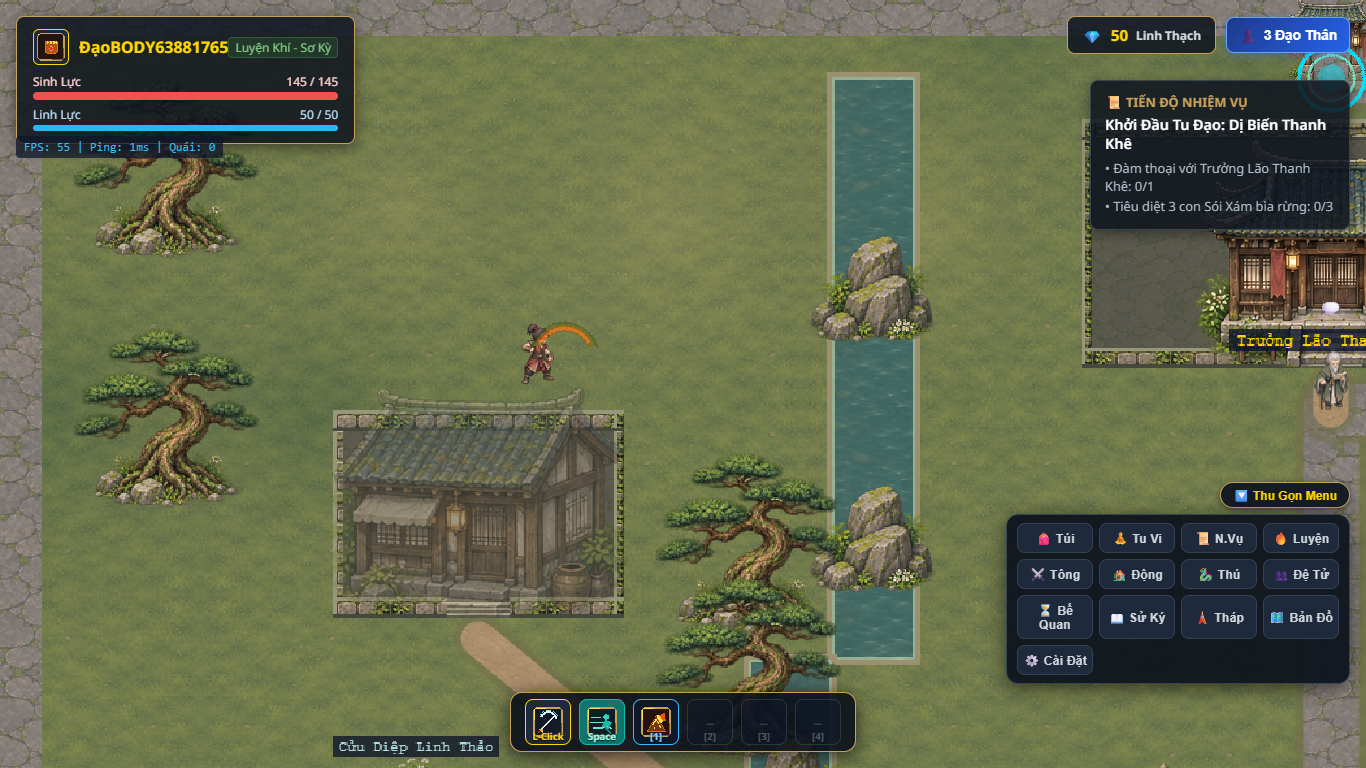 ĐạoBODY63881765
Luyện Khí - Sơ Kỳ
Sinh Lực
145 / 145
Linh Lực
50 / 50
FPS: 55 | Ping: 1ms | Quái: 0
50 Linh Thạch
3 Đạo Thân
TIẾN ĐỘ NHIỆM VỤ
Khởi Đầu Tu Đạo: Dị Biến Thanh
Khê
• Đàm thoại với Trưởng Lão Thanh
Khê: 0/1
• Tiêu diệt 3 con Sói Xám bìa rừng: 0/3
Trưởng Lão Tha
Thu Gọn Menu
Túi
Tu Vi
N.Vụ
Luyện
Tông
Động
Thú
Đệ Tử
Bế
Quan
Sử Ký
Tháp
Bản Đồ
Cài Đặt
L-Click
Space
[1]
[2]
[3]
[4]
Cửu Diệp Linh Thảo